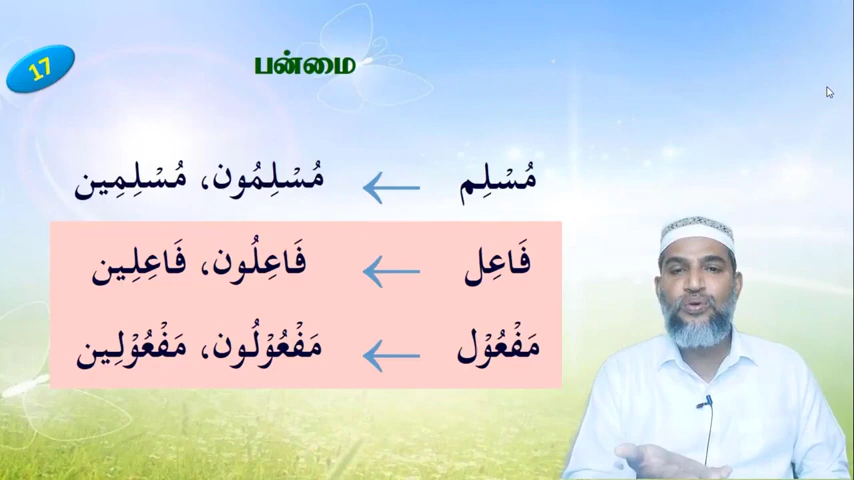 17
பன்மை
مُسْلِم ← مُسْلِمُون، مُسْلِمِين
فَاعِل ← فَاعِلُون، فَاعِلِين
مَفْعُوْل ← مَفْعُوْلُون، مَفْعُوْلِين